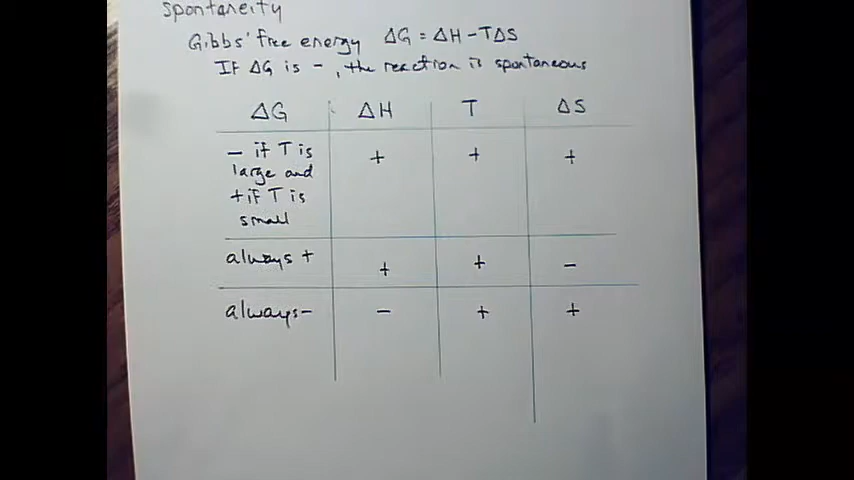 spontaneity
Gibbs' free energy ΔG = ΔH - TΔS
If ΔG is - , the reaction is spontaneous
ΔG ΔH T ΔS
- if T is
large and + + +
+ if T is
small
always + + + -
always - - + +